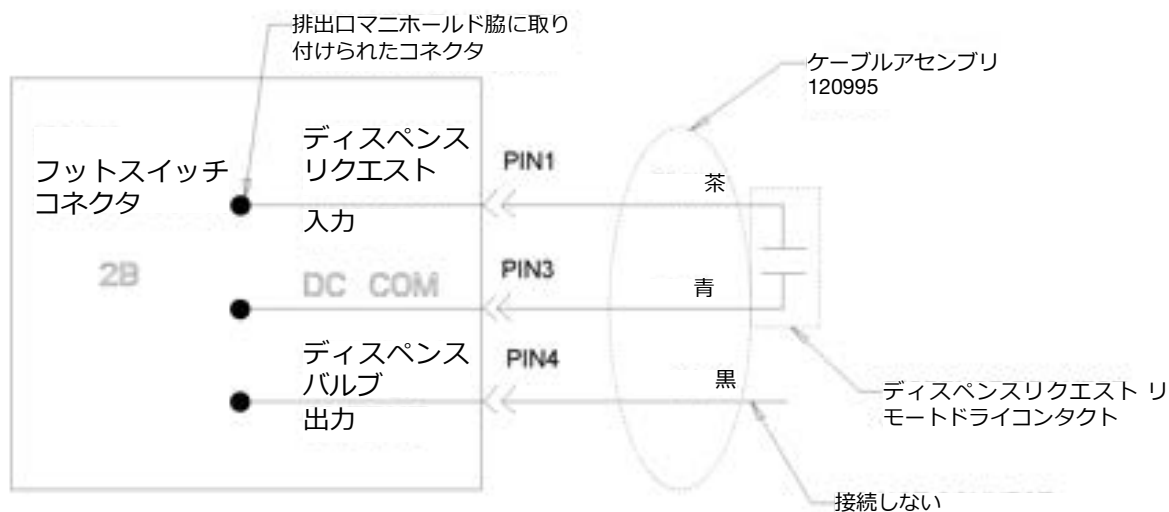 排出口マニホールド脇に取り
付けられたコネクタ
ケーブルアセンブリ
120995
フットスイッチ
コネクタ
ディスペンス
リクエスト
入力
PIN1
茶
2B
DC COM
PIN3
青
ディスペンス
バルブ
出力
PIN4
黒
ディスペンスリクエスト リ
モートドライコンタクト
接続しない